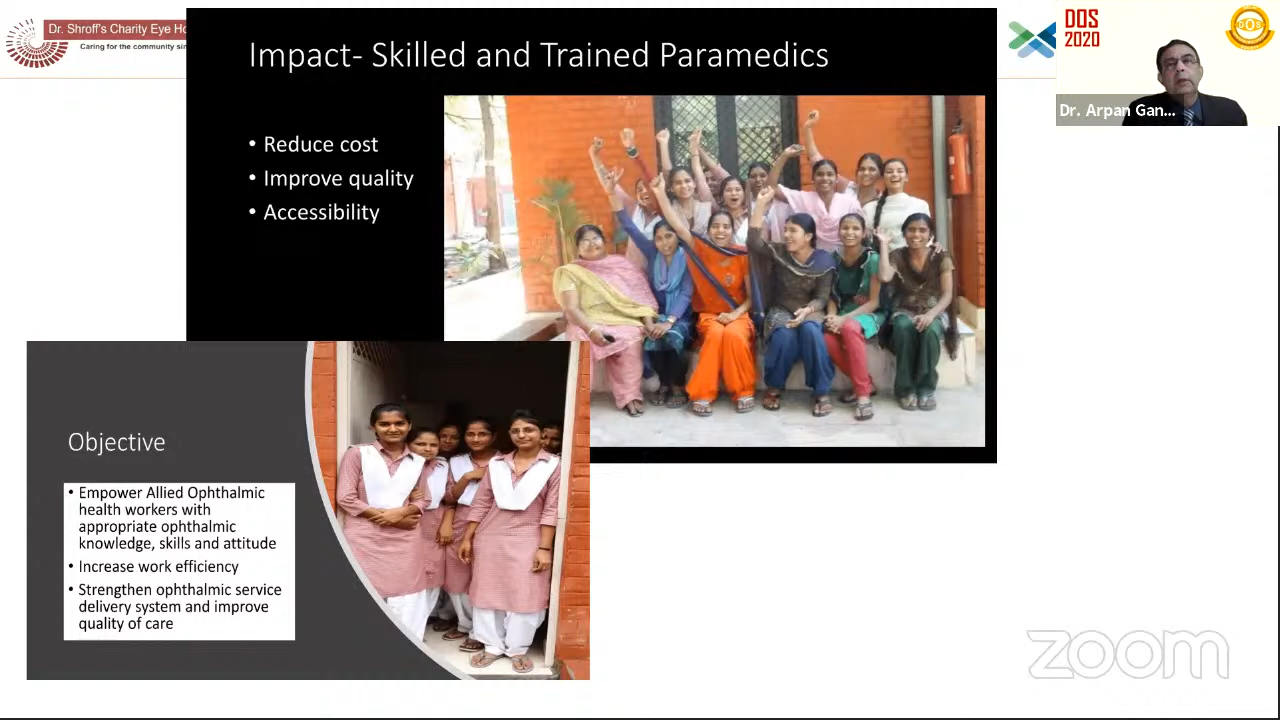 Dr. Shroff's Charity Eye Ho
Caring for the community sin
Impact- Skilled and Trained Paramedics
• Reduce cost
• Improve quality
• Accessibility
DOS
2020
DOS
Dr. Arpan Gan...
Objective
• Empower Allied Ophthalmic
health workers with
appropriate ophthalmic
knowledge, skills and attitude
• Increase work efficiency
• Strengthen ophthalmic service
delivery system and improve
quality of care
zoom